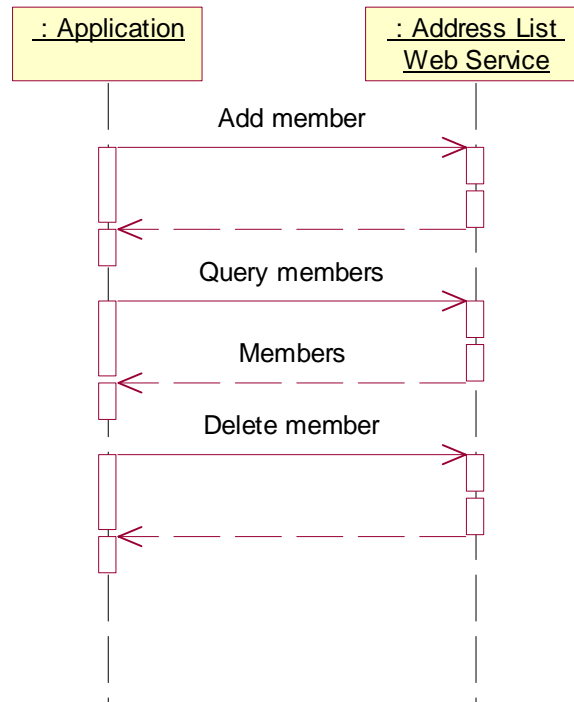 : Application
: Address List
Web Service
Add member
Query members
Members
Delete member